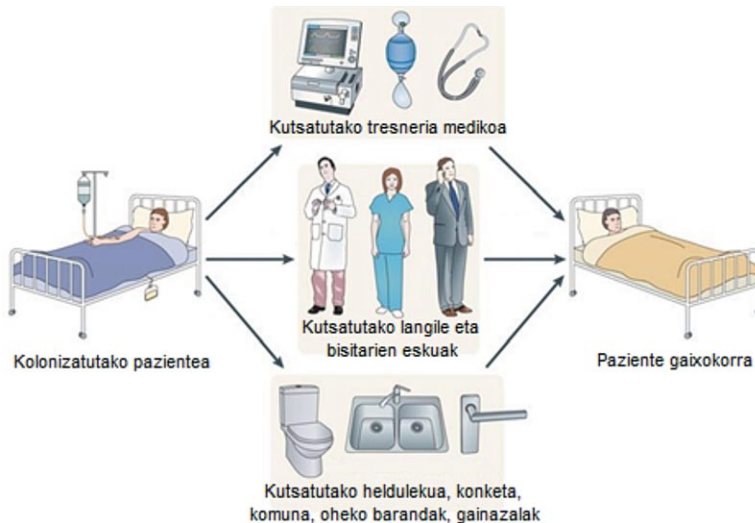 Kutsatutako tresneria medikoa
Kolonizatutako pazientea
Kutsatutako langile eta
bisitarien eskuak
Paziente gaixokorra
Kutsatutako heldulekua, konketa,
komuna, oheko barandak, gainazalak